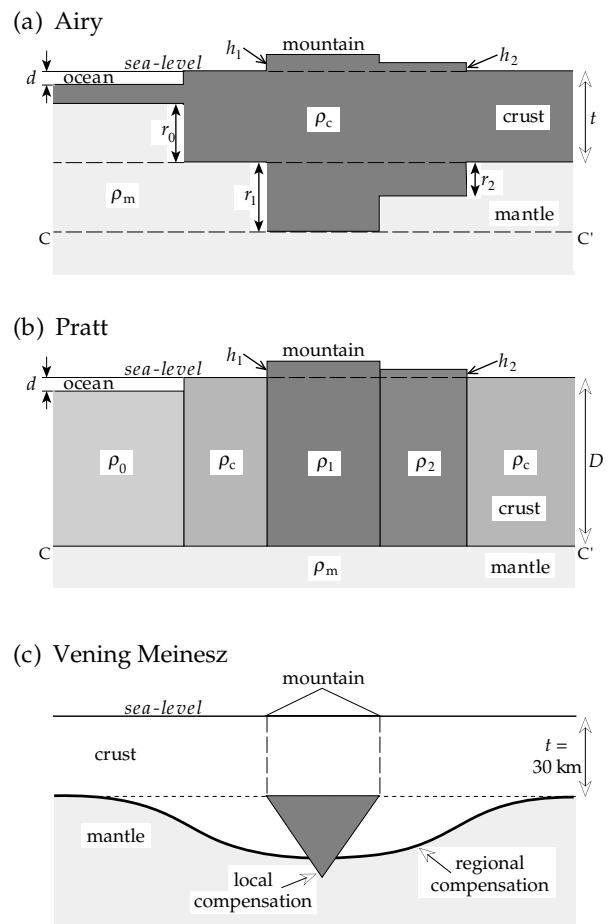 (a) Airy
sea-level
h₁
mountain
h₂
d
ocean
r₀
ρc
crust
t
ρm
r₁
r₂
mantle
C
C'
(b) Pratt
sea-level
h₁
mountain
h₂
d
ocean
ρ₀
ρc
ρ₁
ρ₂
ρc
D
crust
C
C'
ρm
mantle
(c) Vening Meinesz
mountain
sea-level
crust
t =
30 km
mantle
local
compensation
regional
compensation